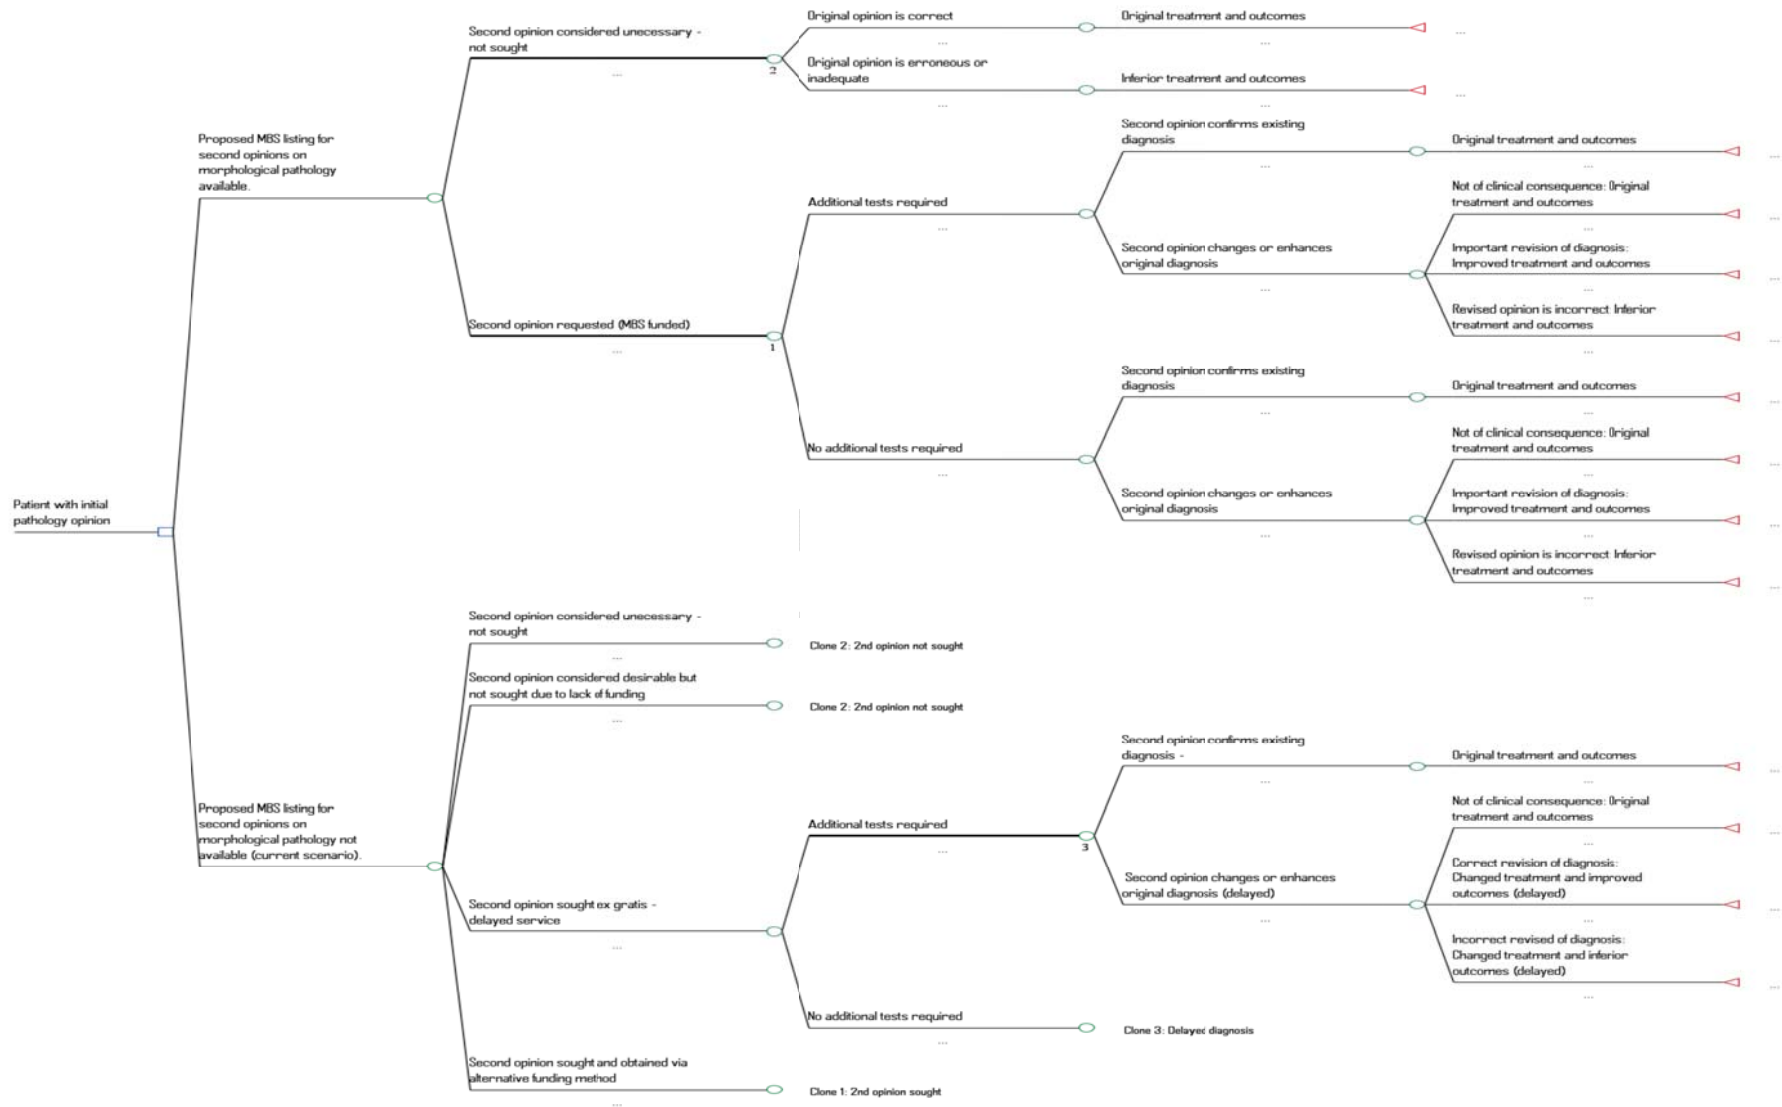 Original opinion is correct
...
Original treatment and outcomes
...
...
Second opinion considered unecessary -
not sought
...
2
Original opinion is erroneous or
inadequate
...
Inferior treatment and outcomes
...
...
Proposed MBS listing for
second opinions on
morphological pathology
available.
Second opinion confirms existing
diagnosis
...
Original treatment and outcomes
...
...
Additional tests required
...
Not of clinical consequence: Original
treatment and outcomes
...
...
Second opinion changes or enhances
original diagnosis
...
Important revision of diagnosis:
Improved treatment and outcomes
...
...
Revised opinion is incorrect: Inferior
treatment and outcomes
...
...
Second opinion requested (MBS funded)
...
1
Second opinion confirms existing
diagnosis
...
Original treatment and outcomes
...
...
No additional tests required
...
Not of clinical consequence: Original
treatment and outcomes
...
...
Second opinion changes or enhances
original diagnosis
...
Important revision of diagnosis:
Improved treatment and outcomes
...
...
Revised opinion is incorrect: Inferior
treatment and outcomes
...
...
Patient with initial
pathology opinion
Second opinion considered unecessary -
not sought
...
Clone 2: 2nd opinion not sought
Second opinion considered desirable but
not sought due to lack of funding
...
Clone 2: 2nd opinion not sought
Proposed MBS listing for
second opinions on
morphological pathology not
available (current scenario).
Second opinion confirms existing
diagnosis -
...
Original treatment and outcomes
...
...
Additional tests required
...
3
Not of clinical consequence: Original
treatment and outcomes
...
...
Second opinion changes or enhances
original diagnosis (delayed)
...
Correct revision of diagnosis:
Changed treatment and improved
outcomes (delayed)
...
...
Incorrect revised of diagnosis:
Changed treatment and inferior
outcomes (delayed)
...
...
Second opinion sought ex gratis -
delayed service
...
No additional tests required
...
Clone 3: Delayed diagnosis
Second opinion sought and obtained via
alternative funding method
...
Clone 1: 2nd opinion sought